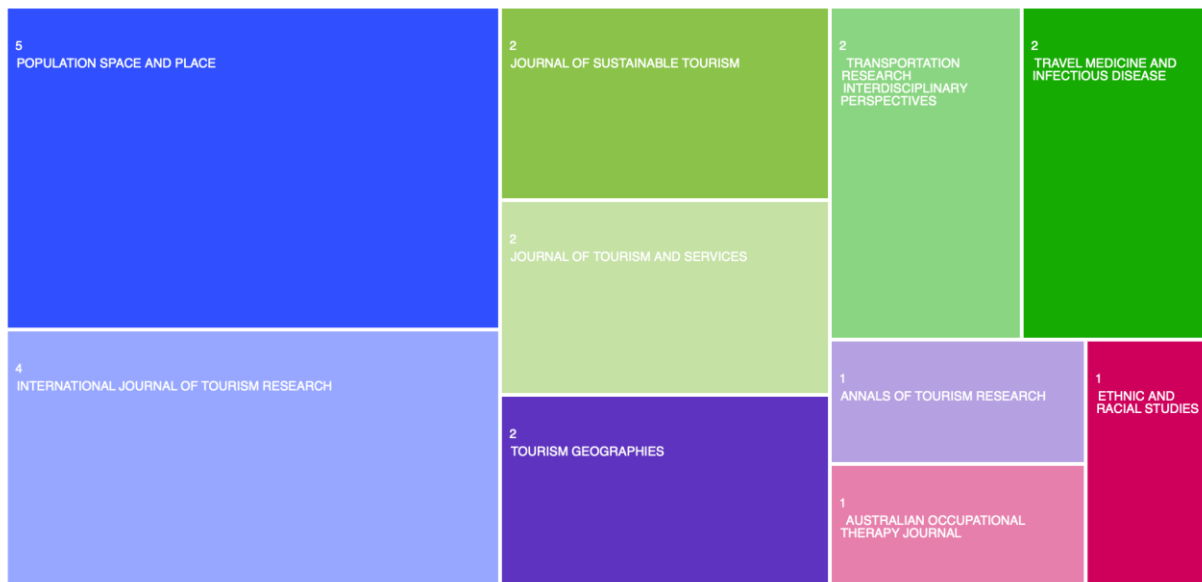 5
POPULATION SPACE AND PLACE
4
INTERNATIONAL JOURNAL OF TOURISM RESEARCH
2
JOURNAL OF SUSTAINABLE TOURISM
2
JOURNAL OF TOURISM AND SERVICES
2
TOURISM GEOGRAPHIES
2
TRANSPORTATION
RESEARCH
INTERDISCIPLINARY
PERSPECTIVES
2
TRAVEL MEDICINE AND
INFECTIOUS DISEASE
1
ANNALS OF TOURISM RESEARCH
1
AUSTRALIAN OCCUPATIONAL
THERAPY JOURNAL
1
ETHNIC AND
RACIAL STUDIES